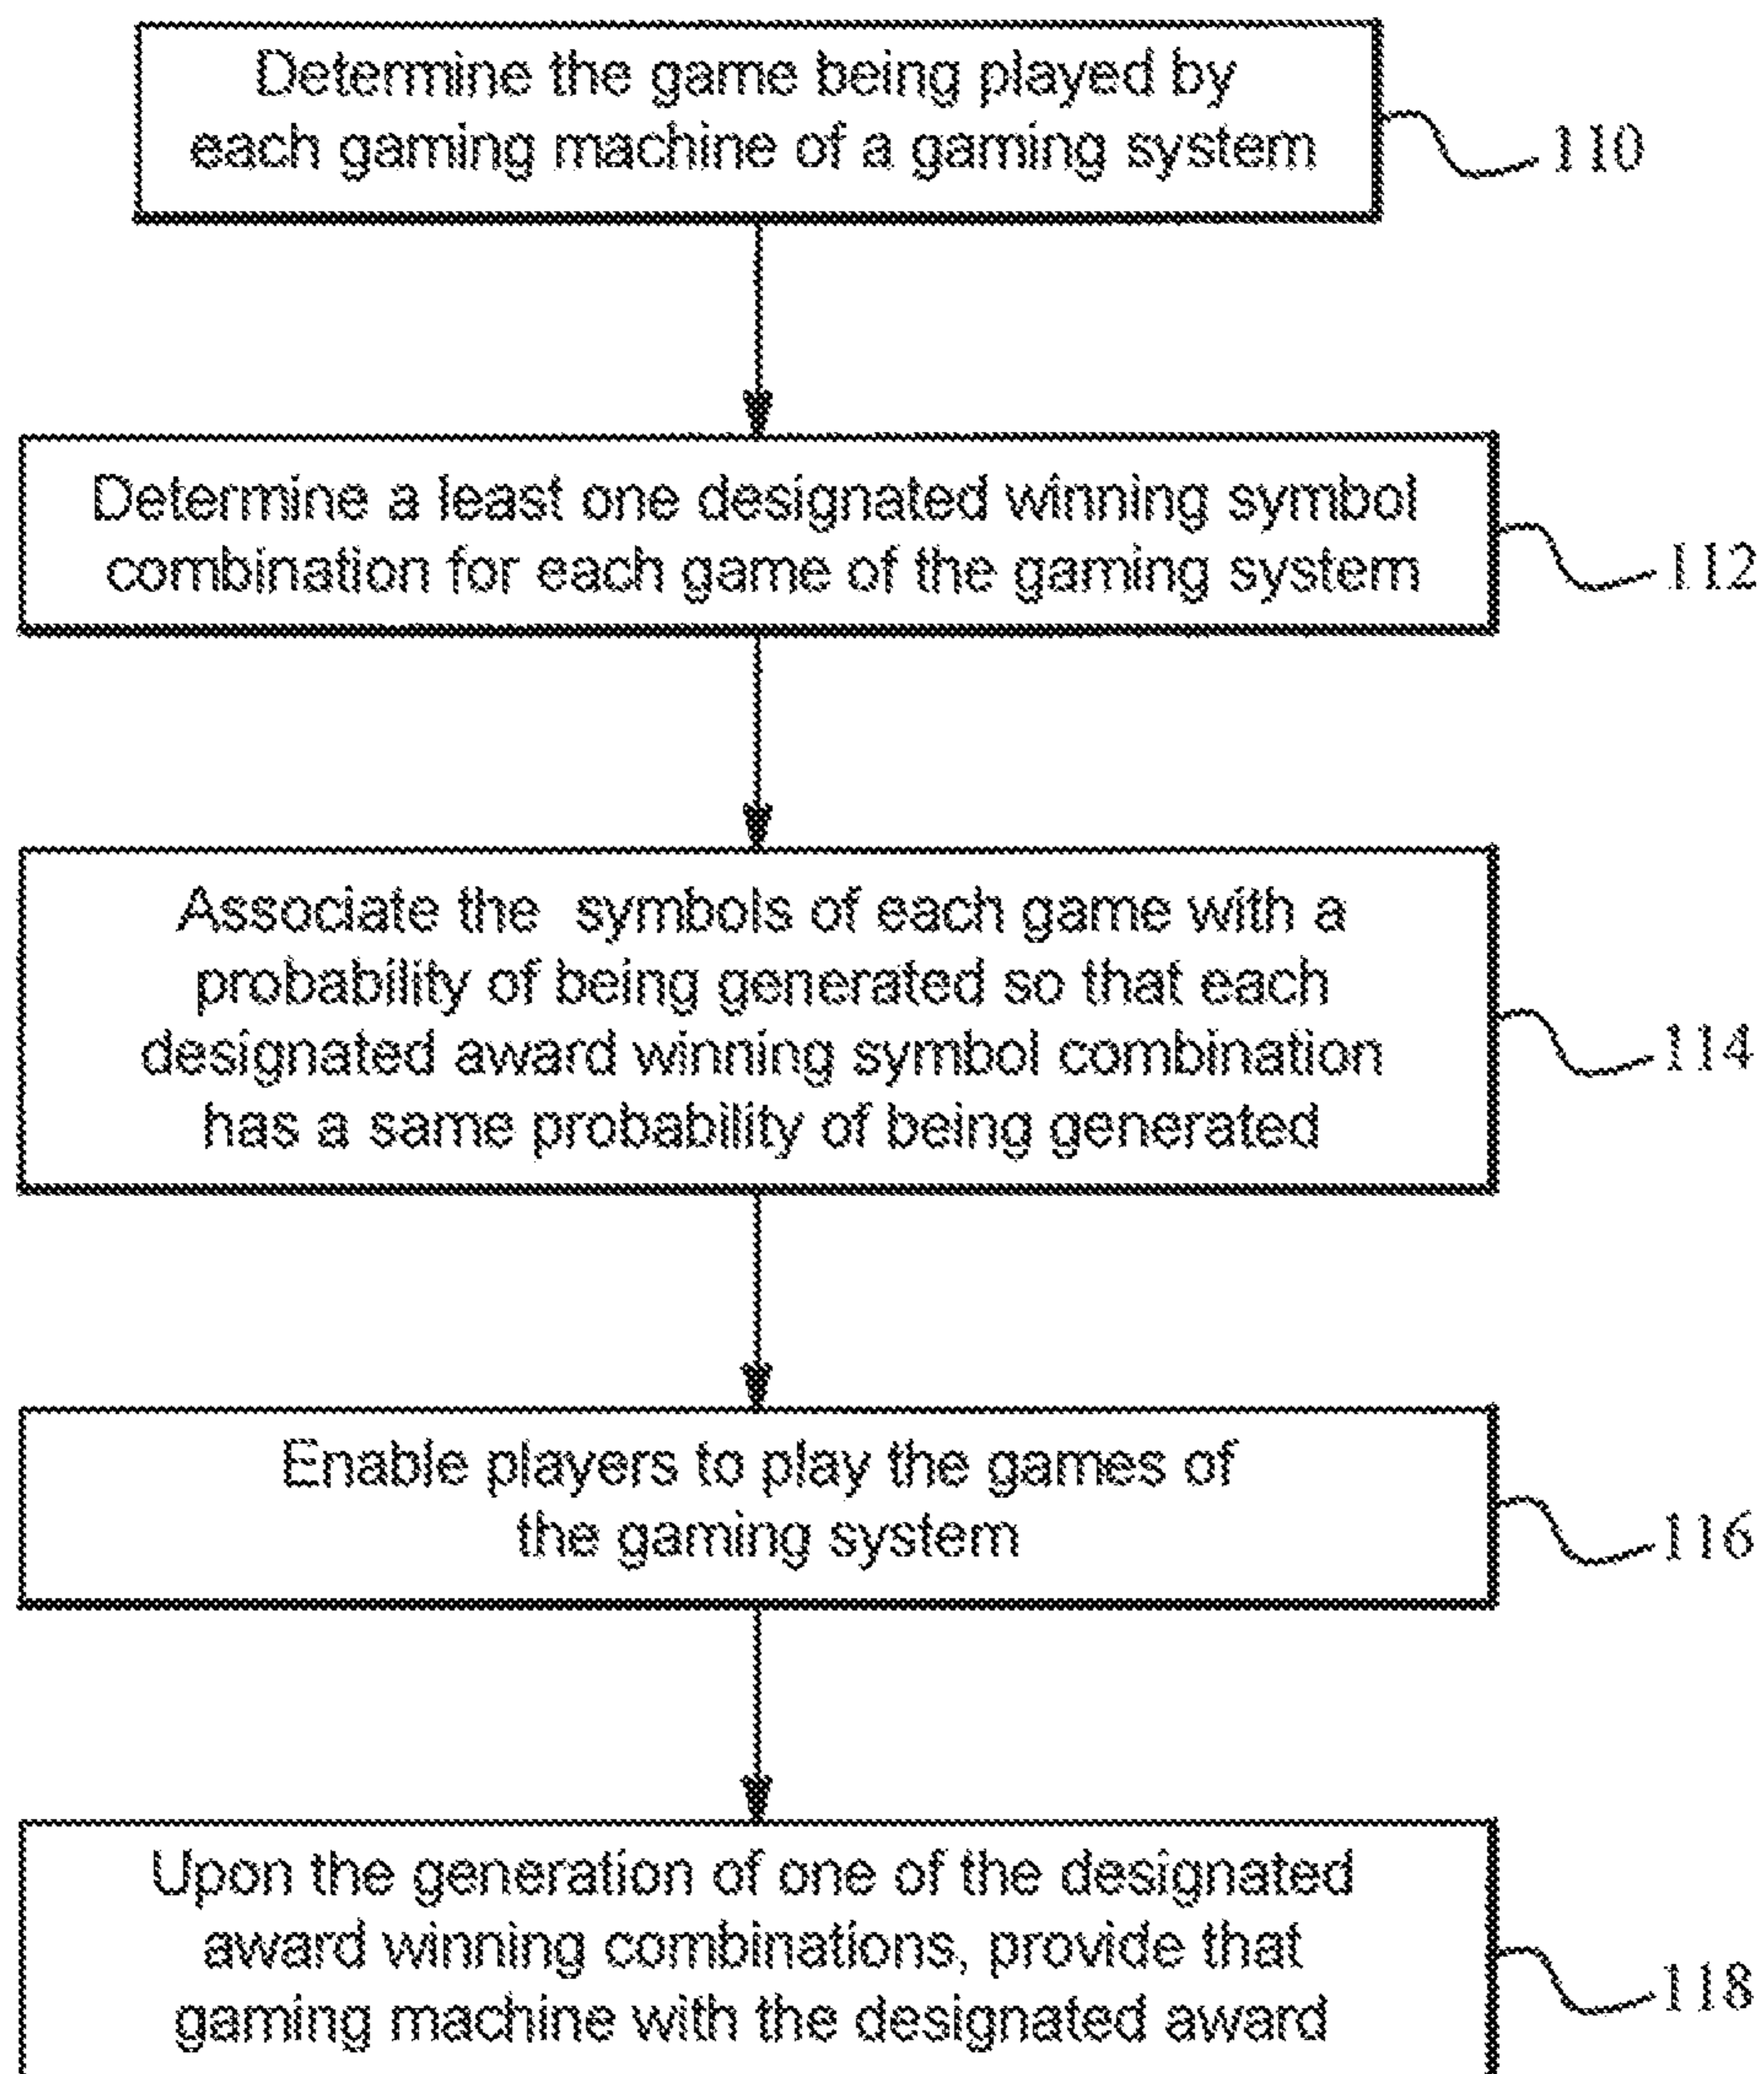 Determine the game being played by
each gaming machine of a gaming system
110
Determine a least one designated winning symbol
combination for each game of the gaming system
112
Associate the symbols of each game with a
probability of being generated so that each
designated award winning symbol combination
has a same probability of being generated
114
Enable players to play the games of
the gaming system
116
Upon the generation of one of the designated
award winning combinations, provide that
gaming machine with the designated award
118